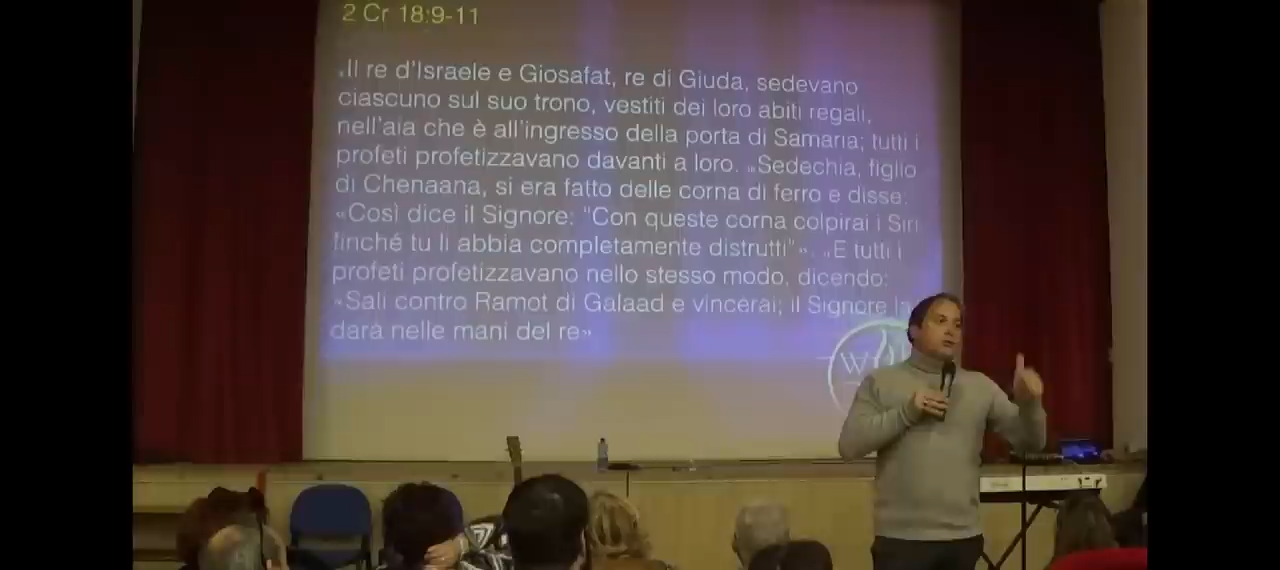 2 Cr 18:9-11
9Il re d'Israele e Giosafat, re di Giuda, sedevano
ciascuno sul suo trono, vestiti dei loro abiti regali,
nell'aia che è all'ingresso della porta di Samaria; tutti i
profeti profetizzavano davanti a loro. 10Sedechia, figlio
di Chenaana, si era fatto delle corna di ferro e disse:
«Così dice il Signore: "Con queste corna colpirai i Siri
finché tu li abbia completamente distrutti"». 11E tutti i
profeti profetizzavano nello stesso modo, dicendo:
«Sali contro Ramot di Galaad e vincerai; il Signore la
darà nelle mani del re»